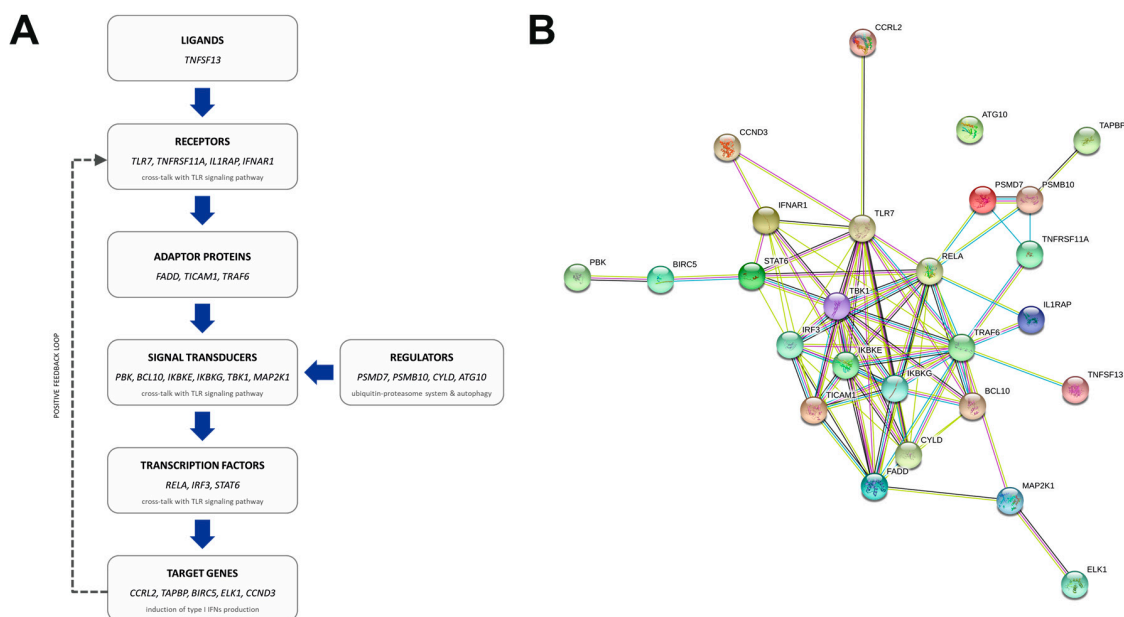 A
LIGANDS
TNFSF13
RECEPTORS
TLR7, TNFRSF11A, IL1RAP, IFNAR1
cross-talk with TLR signaling pathway
ADAPTOR PROTEINS
FADD, TICAM1, TRAF6
SIGNAL TRANSDUCERS
PBK, BCL10, IKBKE, IKBKG, TBK1, MAP2K1
cross-talk with TLR signaling pathway
REGULATORS
PSMD7, PSMB10, CYLD, ATG10
ubiquitin-proteasome system & autophagy
TRANSCRIPTION FACTORS
RELA, IRF3, STAT6
cross-talk with TLR signaling pathway
TARGET GENES
CCRL2, TAPBP, BIRC5, ELK1, CCND3
induction of type I IFNs production
POSITIVE FEEDBACK LOOP
B
CCRL2
ATG10
TAPBP
CCND3
PSMD7
PSMB10
IFNAR1
TLR7
TNFRSF11A
RELA
PBK
BIRC5
STAT6
TBK1
IL1RAP
IRF3
TRAF6
IKBKE
IKBKG
TNFSF13
TICAM1
BCL10
CYLD
FADD
MAP2K1
ELK1